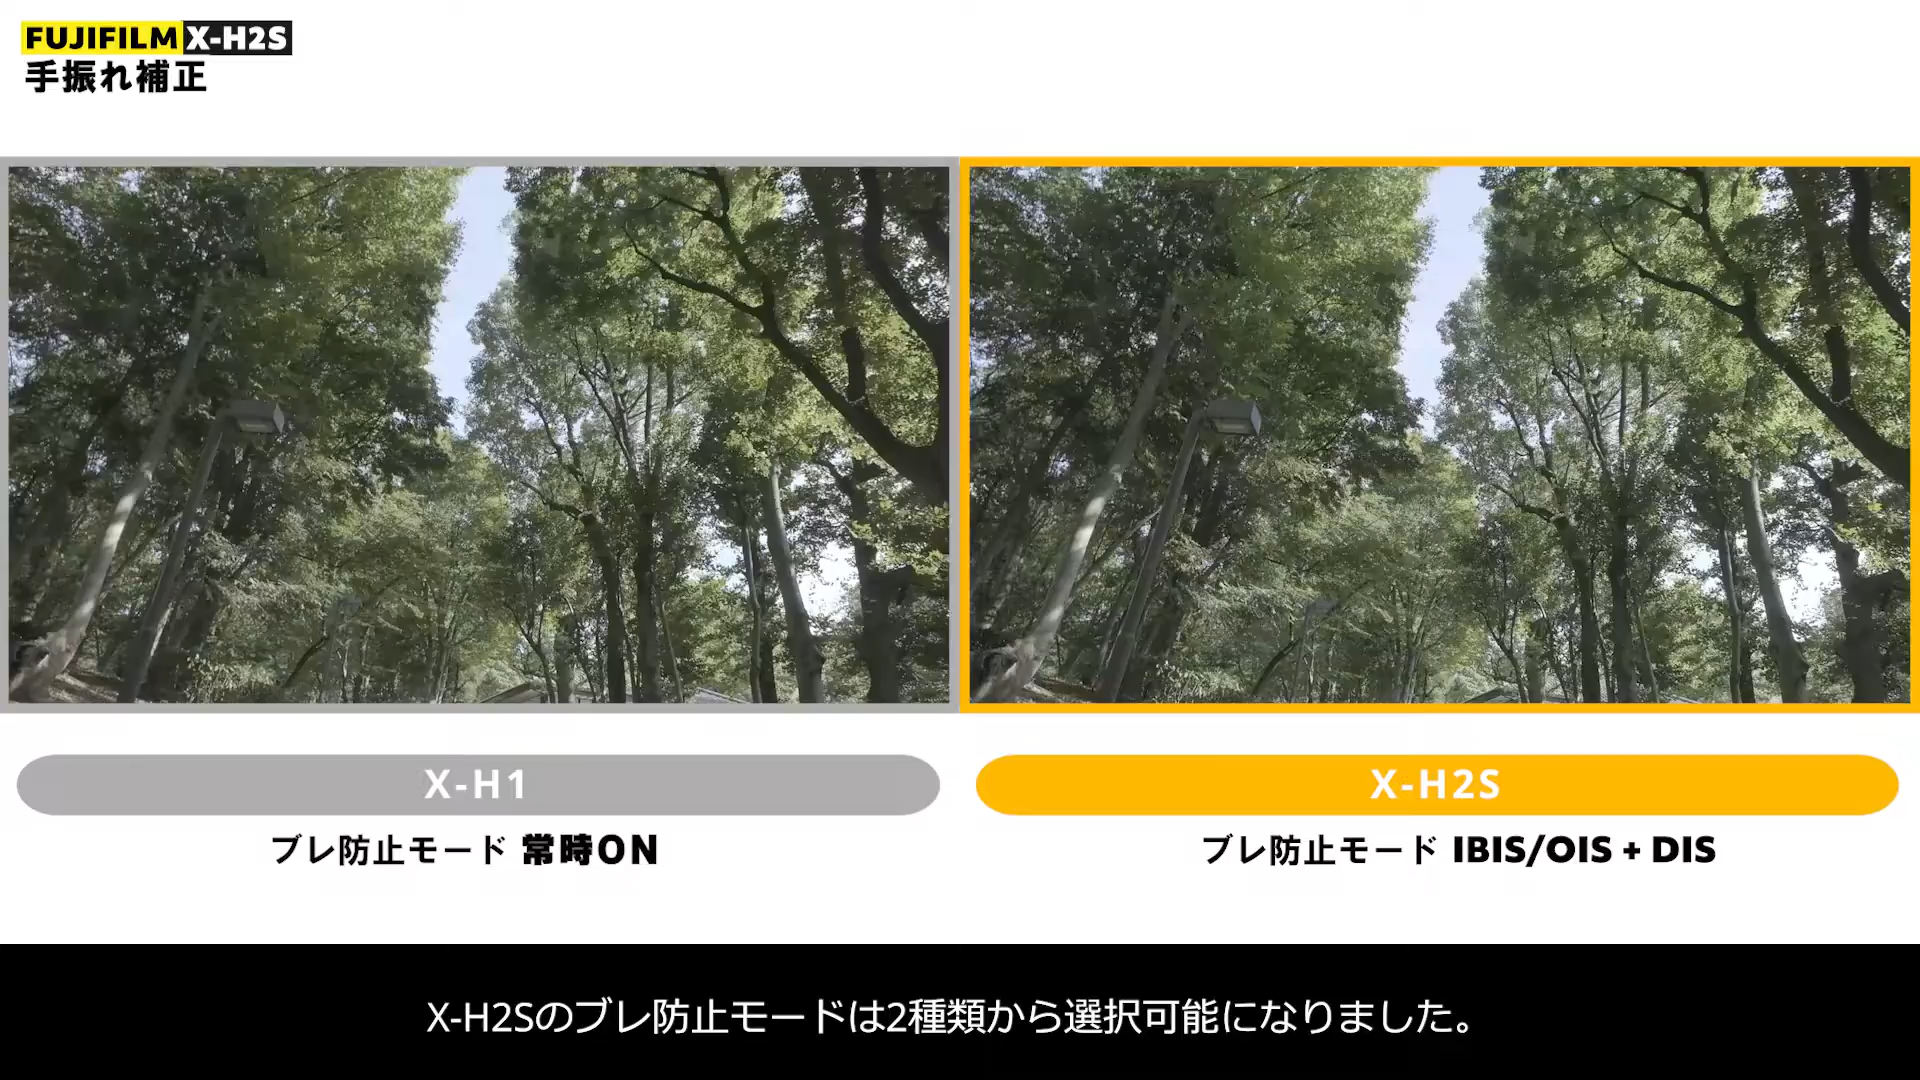 FUJIFILM X-H2S
手振れ補正
X-H1
ブレ防止モード 常時ON
X-H2S
ブレ防止モード IBIS/OIS + DIS
X-H2Sのブレ防止モードは2種類から選択可能になりました。